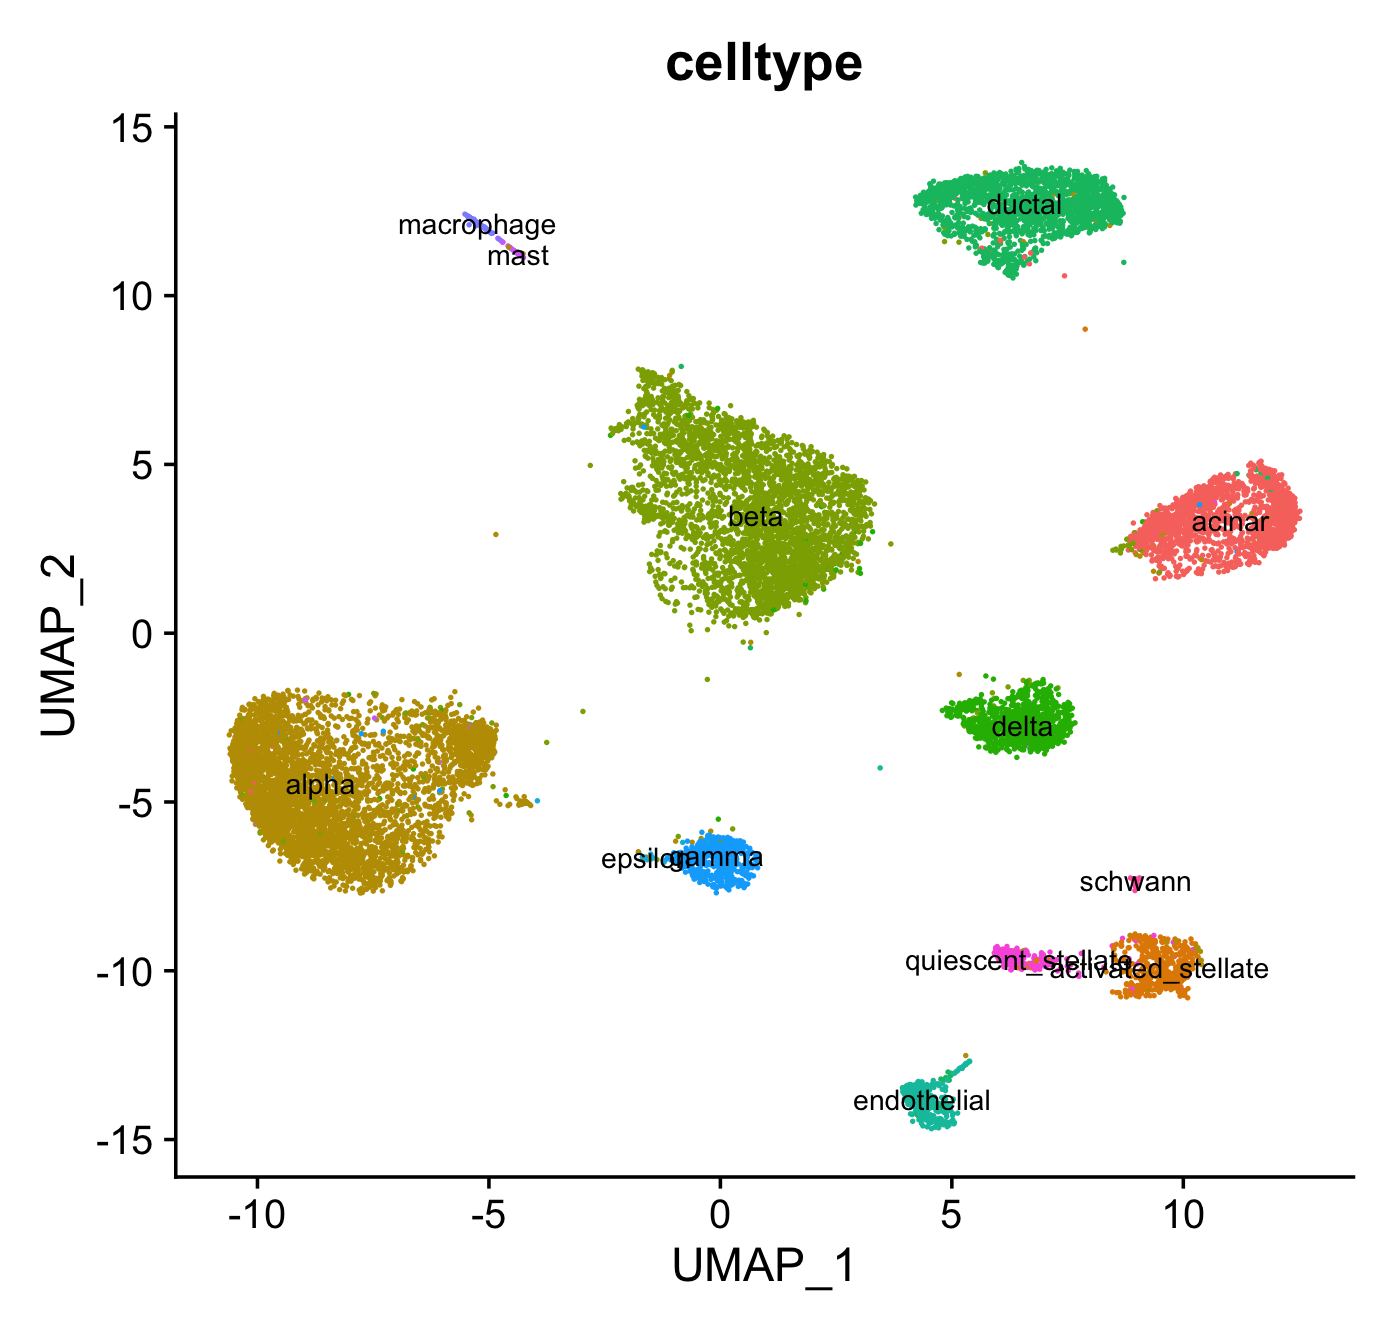 celltype
15
10
5
0
-5
-10
-15
UMAP_2
macrophage
mast
ductal
beta
acinar
delta
alpha
epsilon
gamma
schwann
quiescent_stellate
activated_stellate
endothelial
-10
-5
0
5
10
UMAP_1